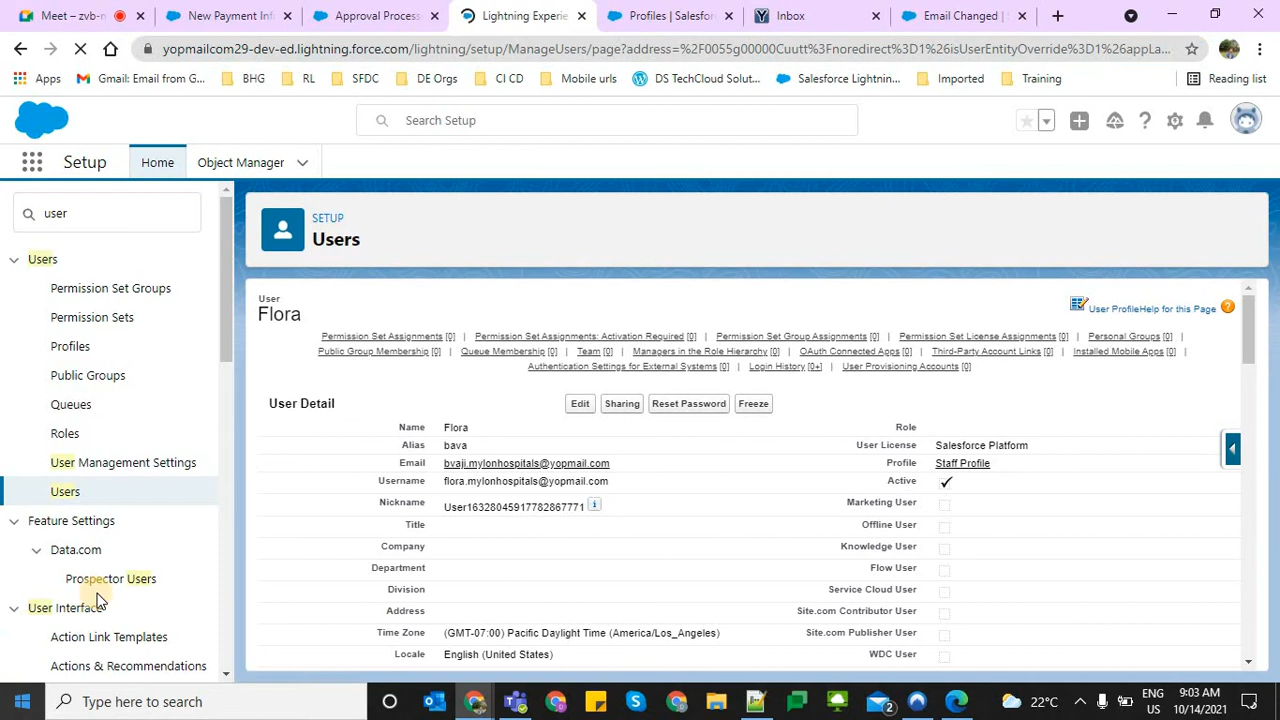 Meet – zvb-n
New Payment Inf
Approval Process
Lightning Experie
Profiles | Salesfor
Inbox
Email Changed | S
yopmailcom29-dev-ed.lightning.force.com/lightning/setup/ManageUsers/page?address=%2F0055g00000Cuutt%3Fnoredirect%3D1%26isUserEntityOverride%3D1%26appLa...
Apps
Gmail: Email from G...
BHG
RL
SFDC
DE Orgs
CI CD
Mobile urls
DS TechCloud Solut...
Salesforce Lightnin...
Imported
Training
Reading list
Search Setup
Setup
Home
Object Manager
user
Users
Permission Set Groups
Permission Sets
Profiles
Public Groups
Queues
Roles
User Management Settings
Users
Feature Settings
Data.com
Prospector Users
User Interface
Action Link Templates
Actions & Recommendations
SETUP
Users
User
Flora
User Profile Help for this Page
Permission Set Assignments [0] | Permission Set Assignments: Activation Required [0] | Permission Set Group Assignments [0] | Permission Set License Assignments [0] | Personal Groups [0] |
Public Group Membership [0] | Queue Membership [0] | Team [0] | Managers in the Role Hierarchy [0] | OAuth Connected Apps [0] | Third-Party Account Links [0] | Installed Mobile Apps [0] |
Authentication Settings for External Systems [0] | Login History [0+] | User Provisioning Accounts [0]
User Detail
Edit
Sharing
Reset Password
Freeze
Name Flora Role
Alias bava User License Salesforce Platform
Email bvaji.mylonhospitals@yopmail.com Profile Staff Profile
Username flora.mylonhospitals@yopmail.com Active
Nickname User16328045917782867771 Marketing User
Title Offline User
Company Knowledge User
Department Flow User
Division Service Cloud User
Address Site.com Contributor User
Time Zone (GMT-07:00) Pacific Daylight Time (America/Los_Angeles) Site.com Publisher User
Locale English (United States) WDC User
Type here to search
2
22°C
ENG
US
9:03 AM
10/14/2021